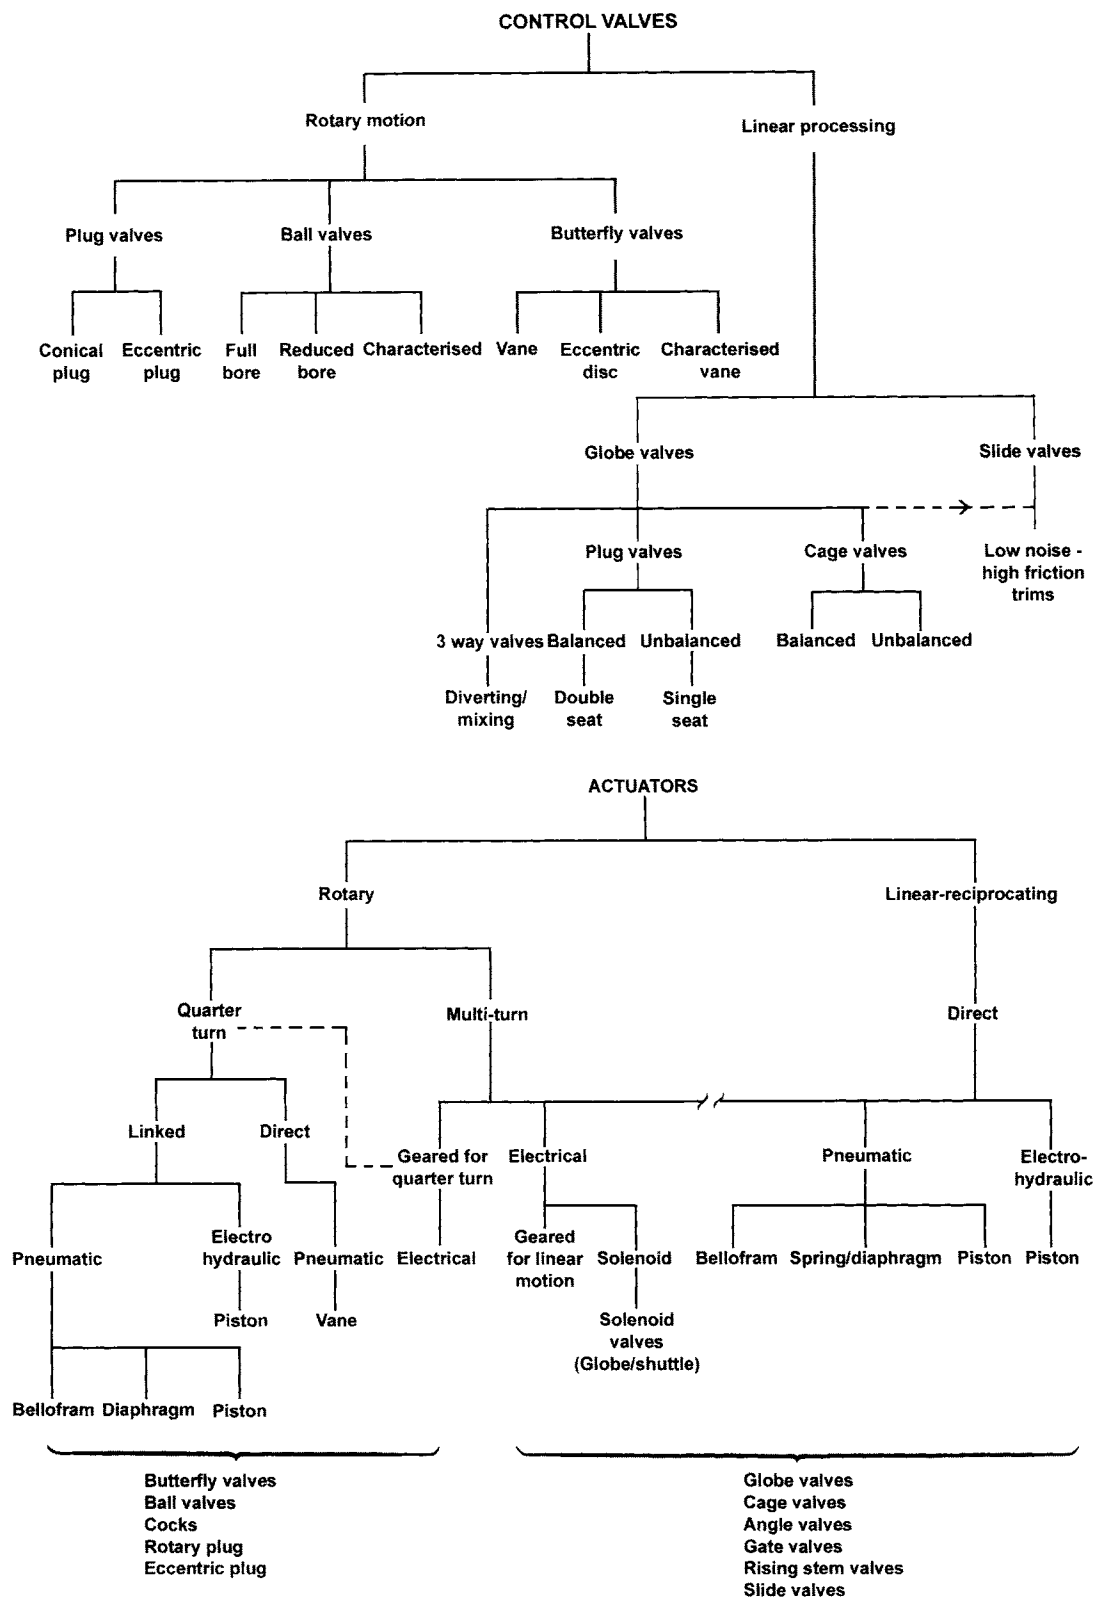 CONTROL VALVES
Rotary motion
Linear processing
Plug valves
Ball valves
Butterfly valves
Conical
plug
Eccentric
plug
Full
bore
Reduced
bore
Characterised
Vane
Eccentric
disc
Characterised
vane
Globe valves
Slide valves
Plug valves
Cage valves
Low noise -
high friction
trims
3 way valves
Balanced
Unbalanced
Balanced
Unbalanced
Diverting/
mixing
Double
seat
Single
seat
ACTUATORS
Rotary
Linear-reciprocating
Quarter
turn
Multi-turn
Direct
Linked
Direct
Geared for
quarter turn
Electrical
Pneumatic
Electro-
hydraulic
Pneumatic
Electro
hydraulic
Pneumatic
Electrical
Geared
for linear
motion
Solenoid
Bellofram
Spring/diaphragm
Piston
Piston
Piston
Vane
Solenoid
valves
(Globe/shuttle)
Bellofram
Diaphragm
Piston
Butterfly valves
Ball valves
Cocks
Rotary plug
Eccentric plug
Globe valves
Cage valves
Angle valves
Gate valves
Rising stem valves
Slide valves